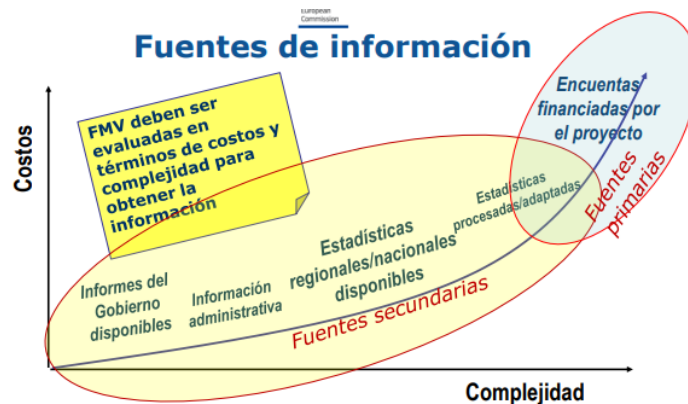 European
Commission
Fuentes de información
Costos
FMV deben ser
evaluadas en
términos de costos y
complejidad para
obtener la
información
Encuentas
financiadas por
el proyecto
Fuentes
primarias
Estadísticas
procesadas/adaptadas
Estadísticas
regionales/nacionales
disponibles
Información
administrativa
Informes del
Gobierno
disponibles
Fuentes secundarias
Complejidad